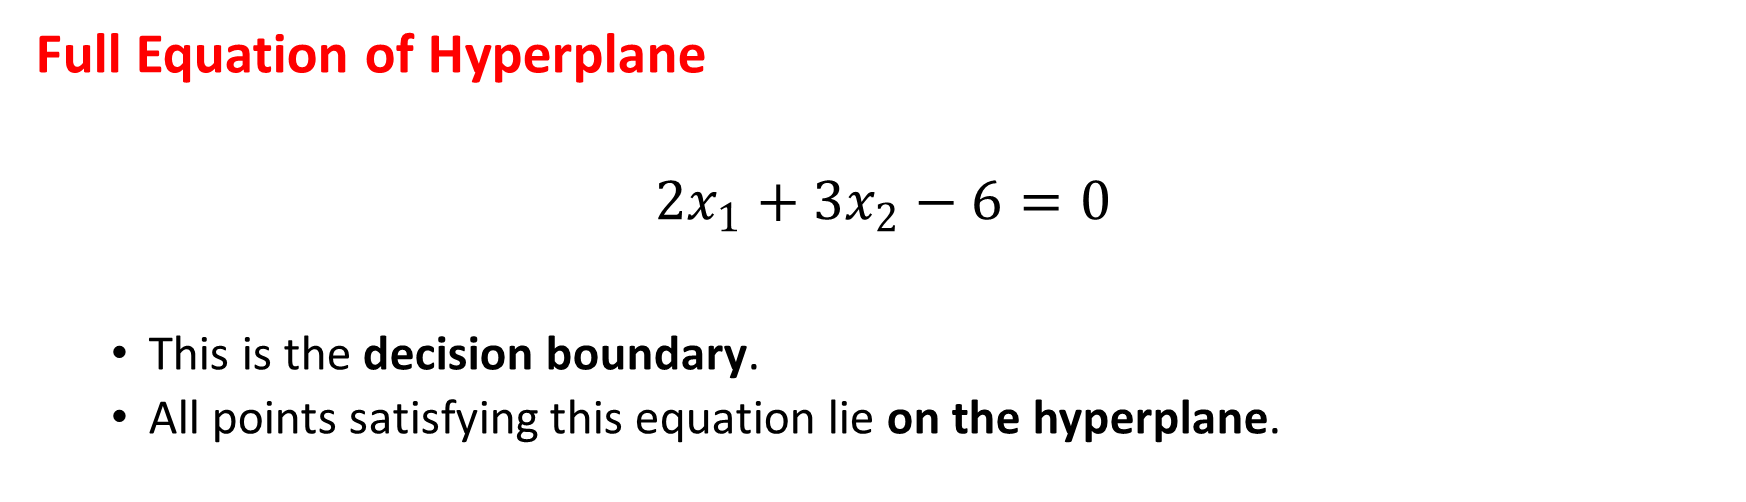 Full Equation of Hyperplane
2x₁ + 3x₂ − 6 = 0
• This is the decision boundary.
• All points satisfying this equation lie on the hyperplane.